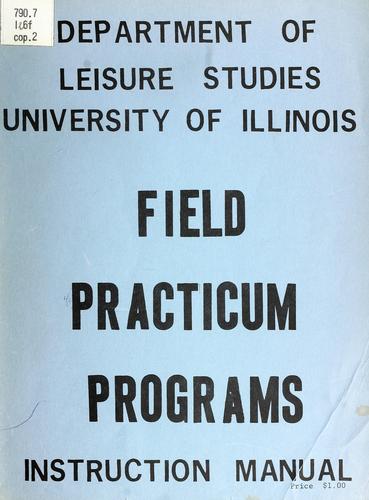 790.7
Iℓ6f
cop.2
DEPARTMENT OF
LEISURE STUDIES
UNIVERSITY OF ILLINOIS
FIELD
PRACTICUM
PROGRAMS
INSTRUCTION MANUAL
Price $1.00